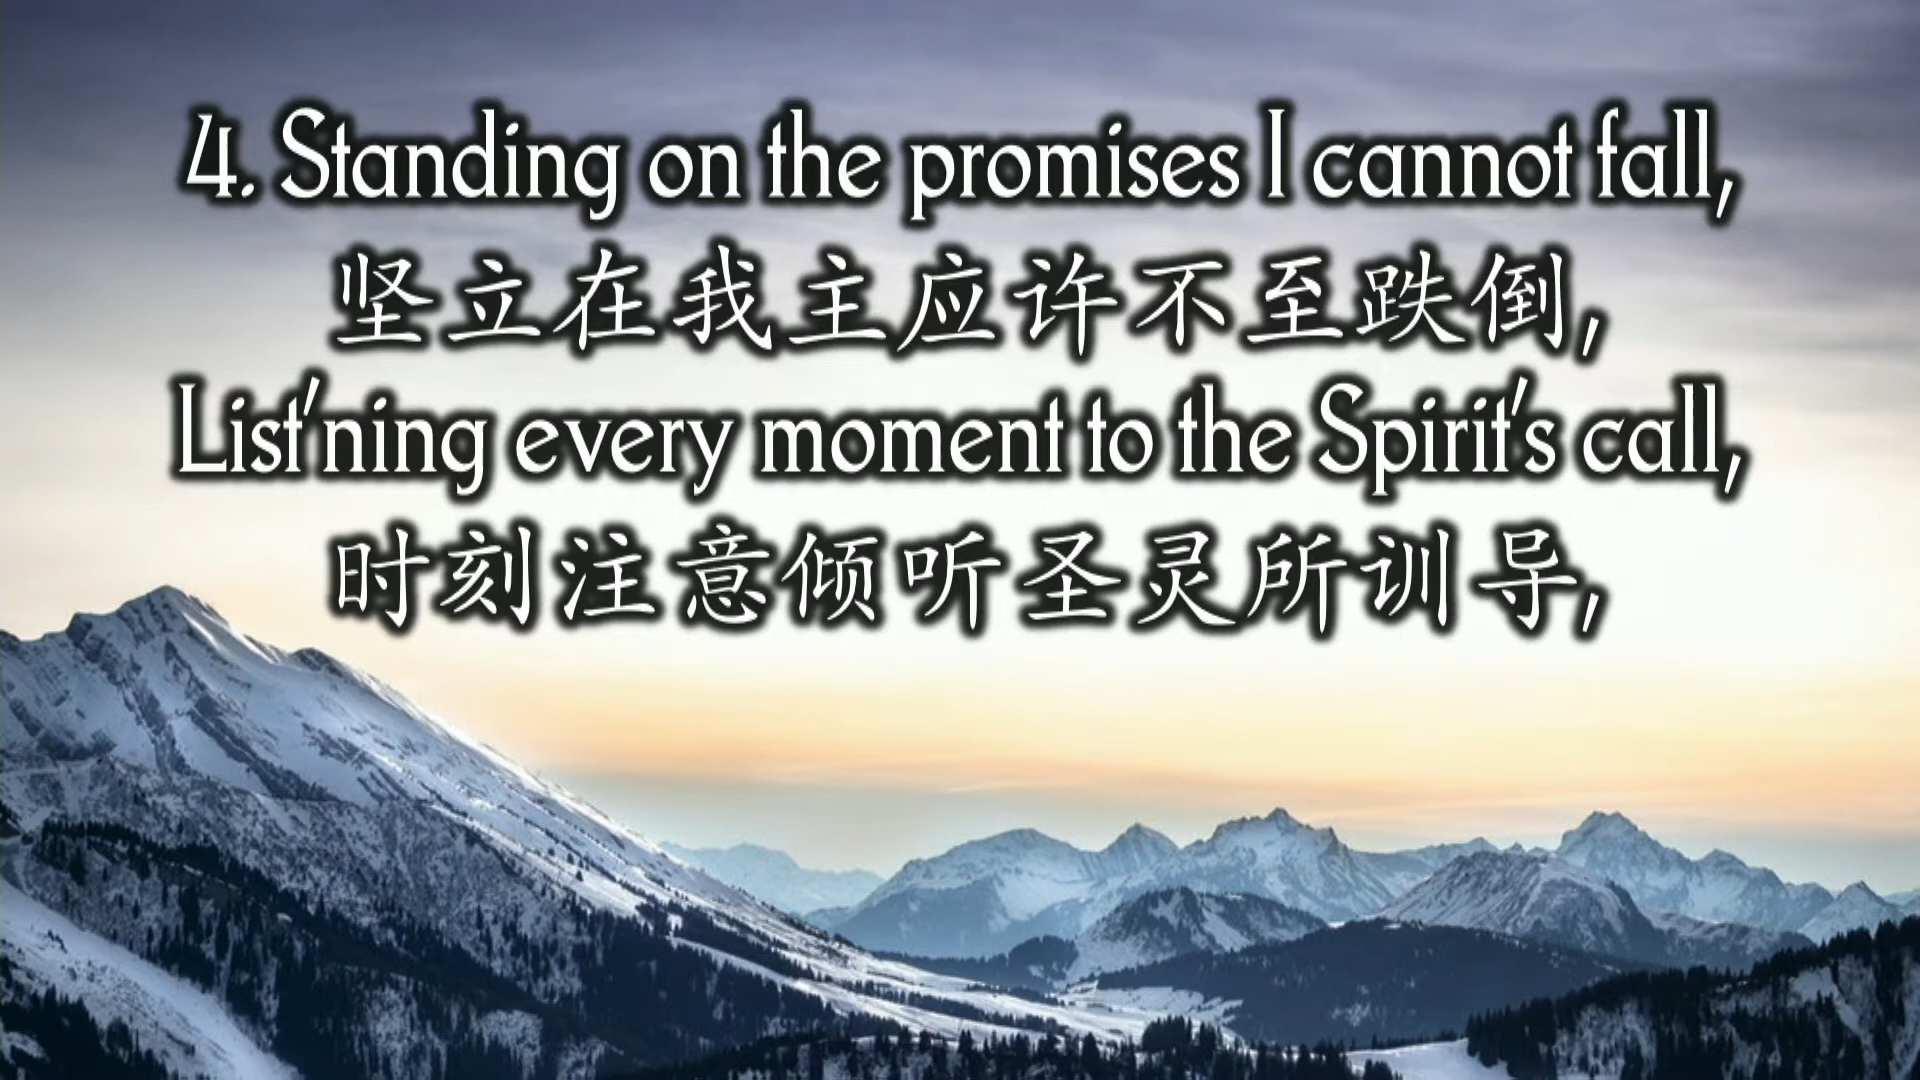 4. Standing on the promises I cannot fall,
坚立在我主应许不至跌倒,
List'ning every moment to the Spirit's call,
时刻注意倾听圣灵所训导,